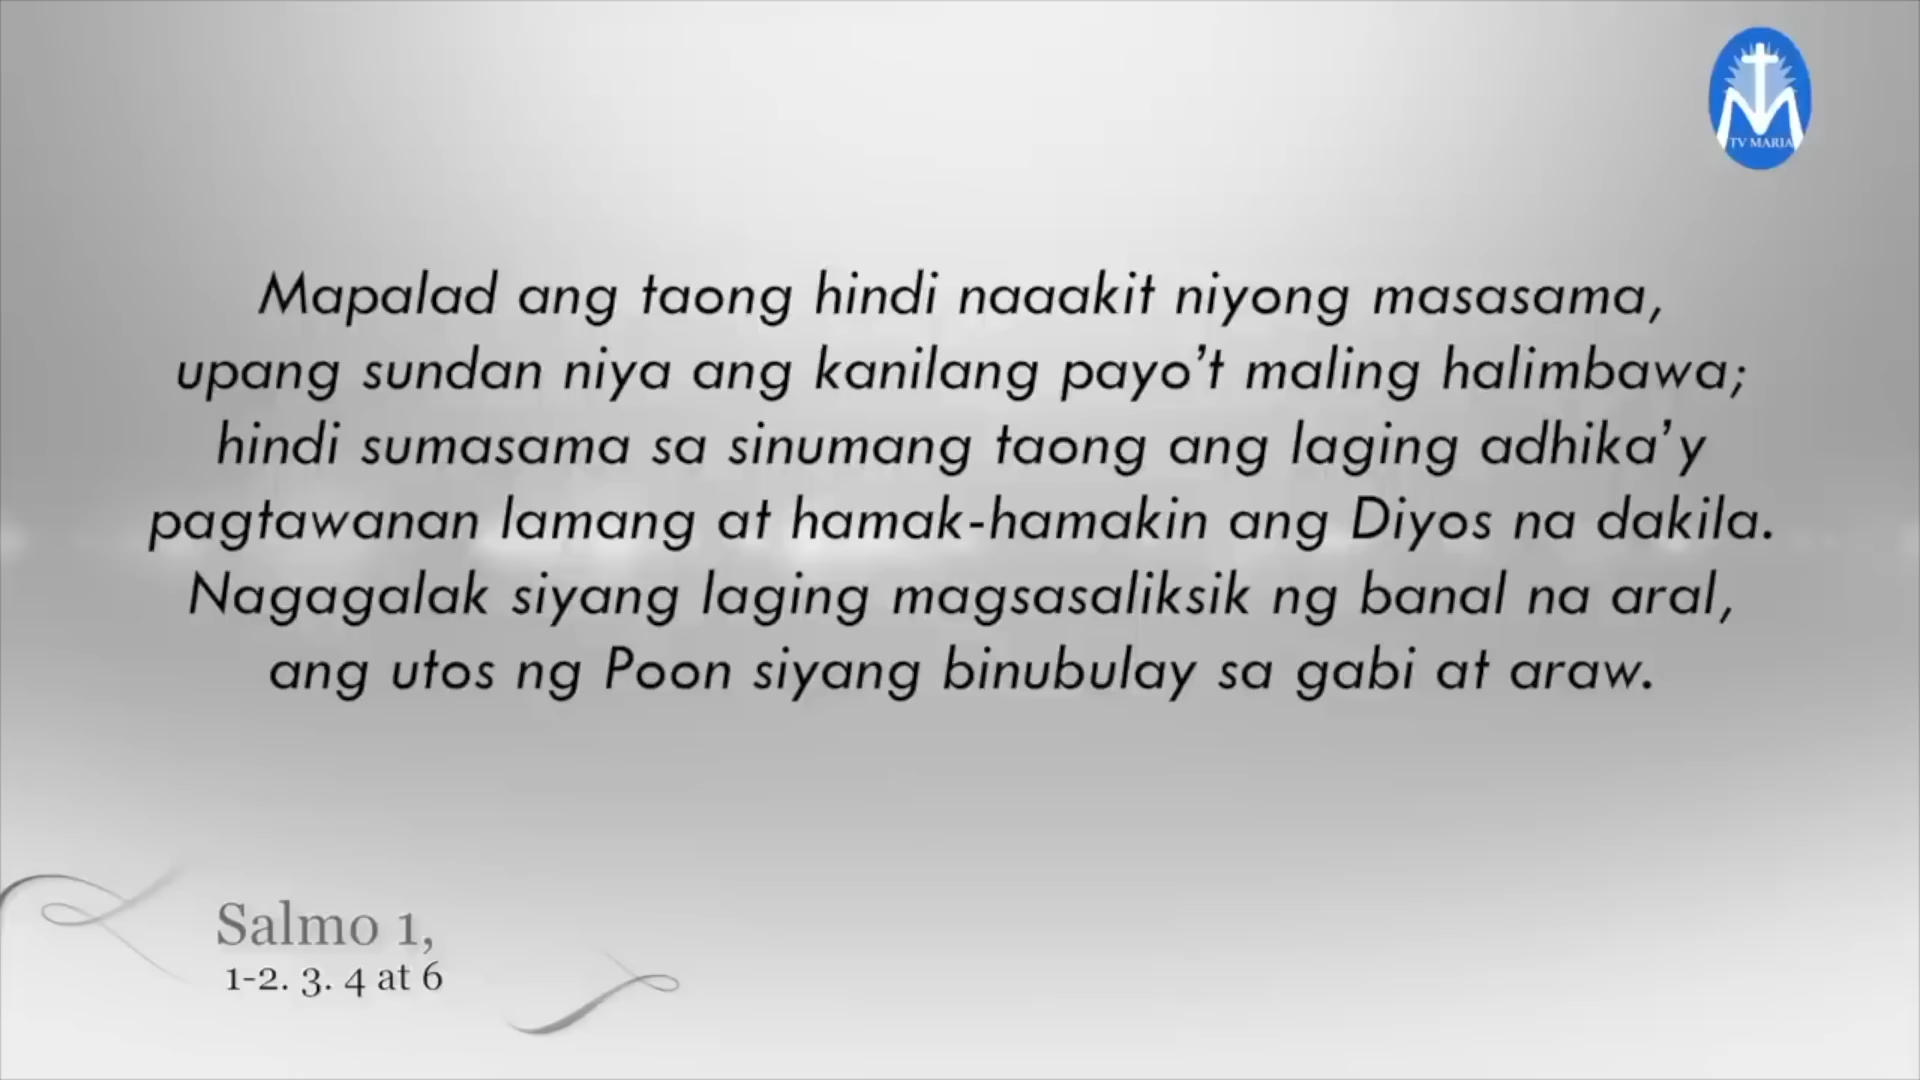 TV MARIA
Mapalad ang taong hindi naaakit niyong masasama,
upang sundan niya ang kanilang payo’t maling halimbawa;
hindi sumasama sa sinumang taong ang laging adhika’y
pagtawanan lamang at hamak-hamakin ang Diyos na dakila.
Nagagalak siyang laging magsasaliksik ng banal na aral,
ang utos ng Poon siyang binubulay sa gabi at araw.
Salmo 1,
1-2. 3. 4 at 6